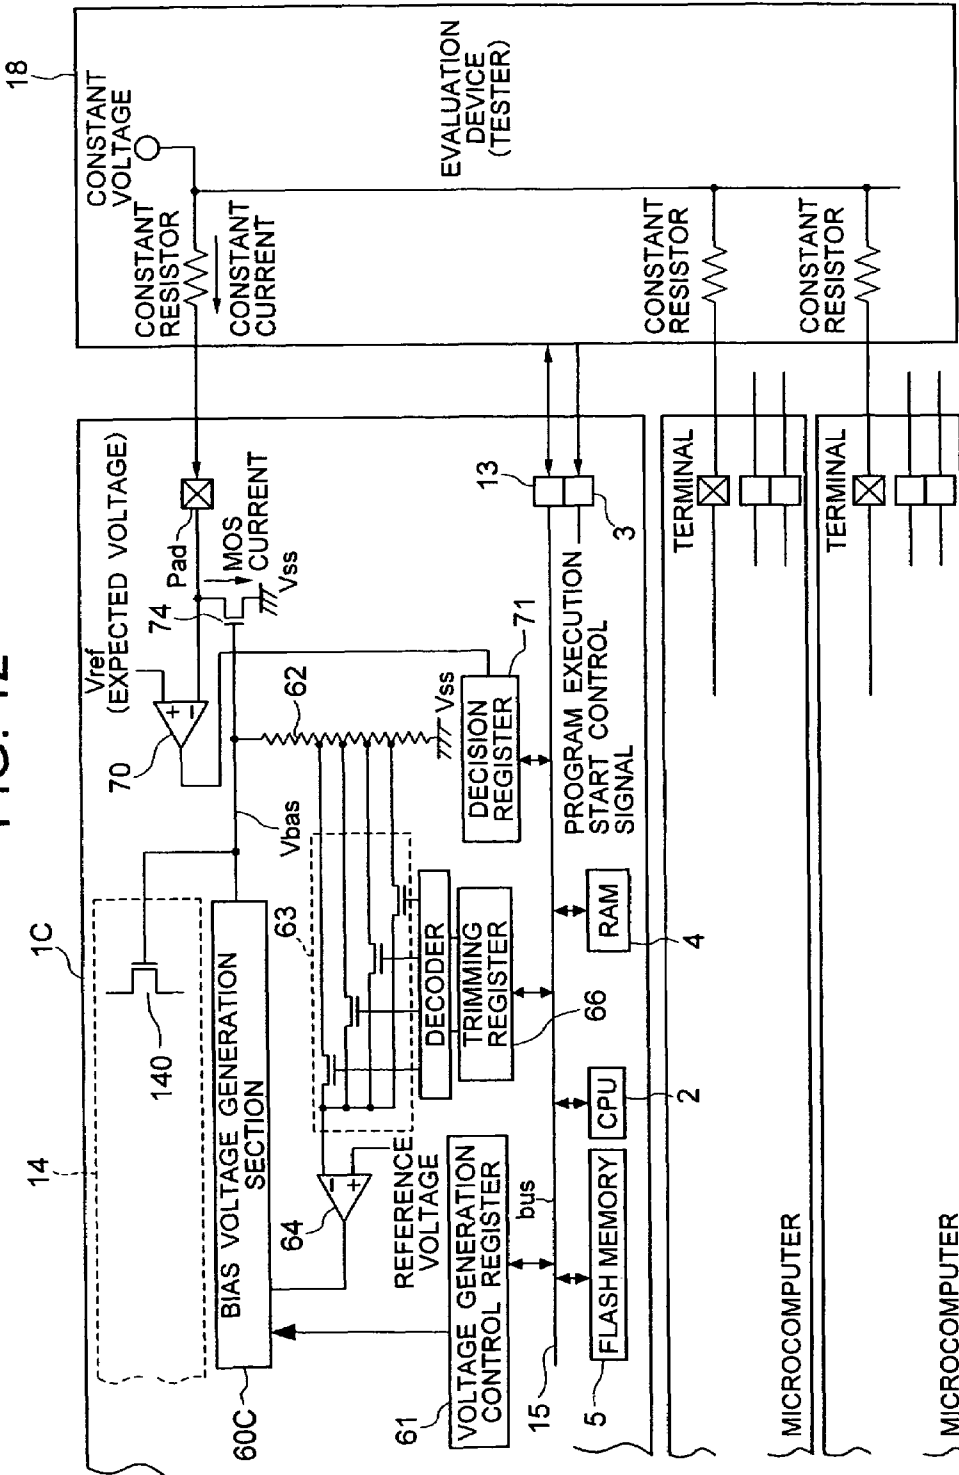 18
CONSTANT
VOLTAGE
CONSTANT
RESISTOR
CONSTANT
CURRENT
EVALUATION
DEVICE
(TESTER)
CONSTANT
RESISTOR
CONSTANT
RESISTOR
1C
14
140
BIAS VOLTAGE GENERATION
SECTION
60C
Vbas
70
Vref
(EXPECTED VOLTAGE)
+
−
Pad
74
MOS
CURRENT
Vss
62
Vss
63
64
−
+
REFERENCE
VOLTAGE
DECODER
TRIMMING
REGISTER
66
DECISION
REGISTER
71
61
VOLTAGE GENERATION
CONTROL REGISTER
15
bus
13
3
PROGRAM EXECUTION
START CONTROL
SIGNAL
5
FLASH MEMORY
CPU
2
RAM
4
TERMINAL
MICROCOMPUTER
TERMINAL
MICROCOMPUTER